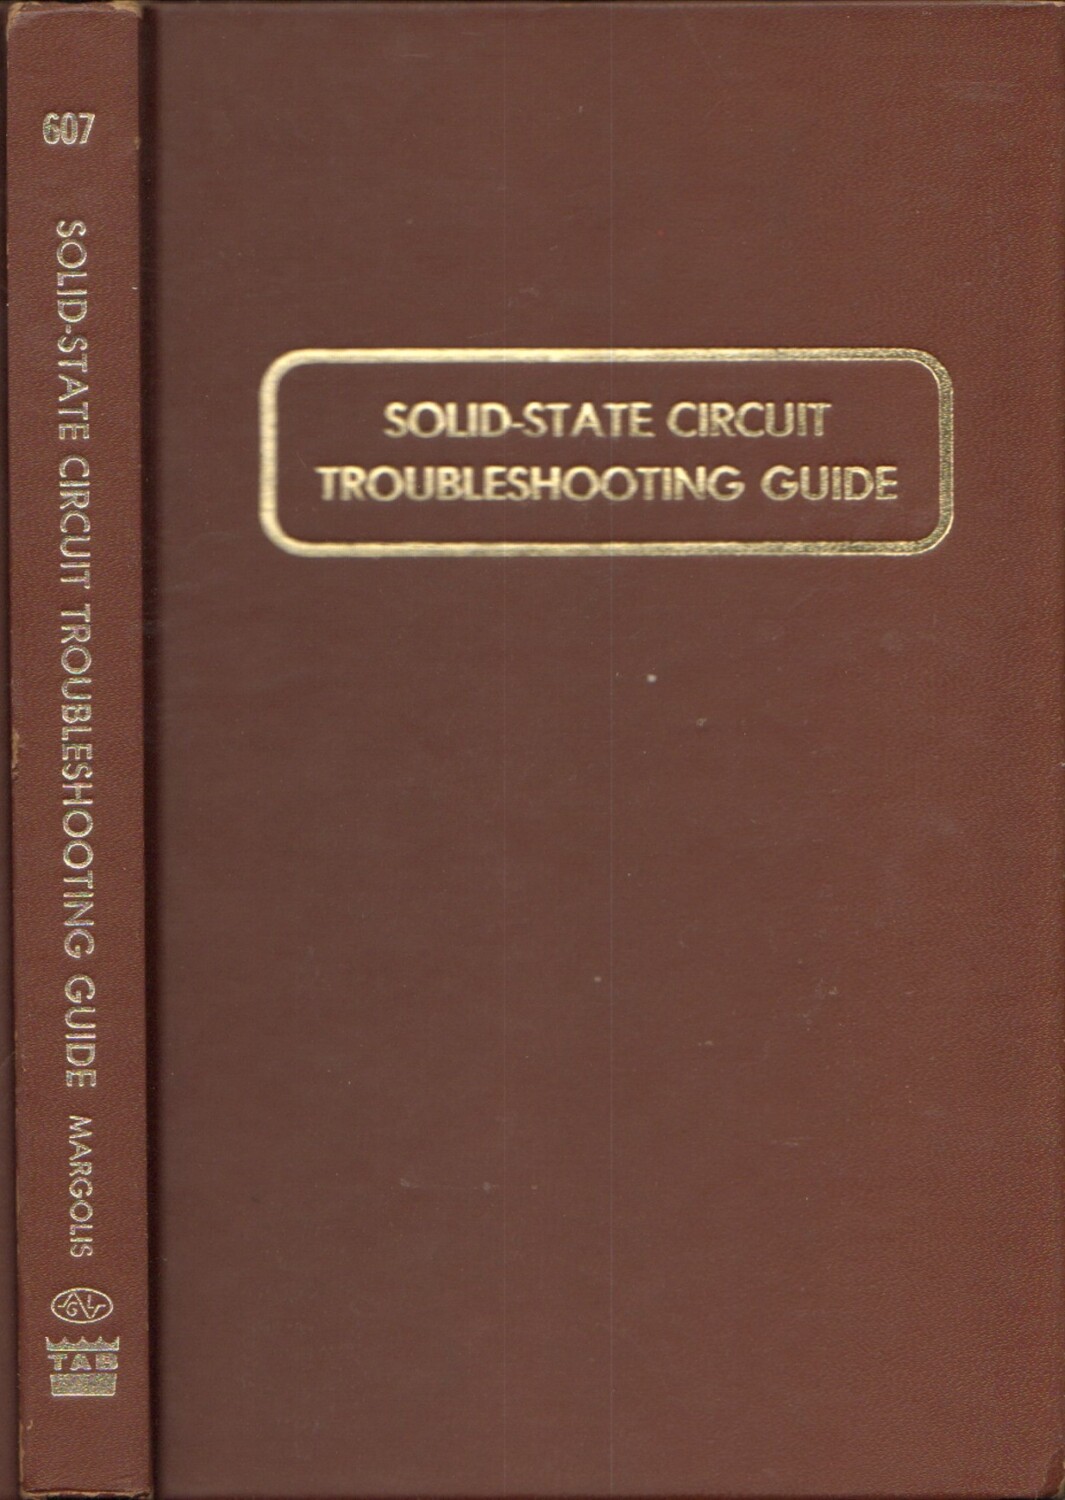 607
SOLID-STATE CIRCUIT TROUBLESHOOTING GUIDE MARGOLIS
TAB
SOLID-STATE CIRCUIT
TROUBLESHOOTING GUIDE